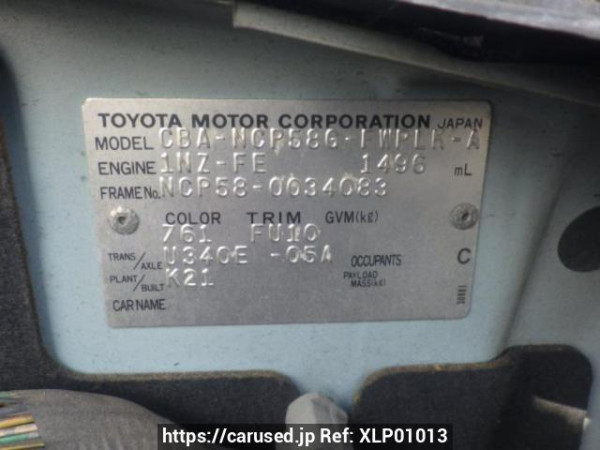 TOYOTA MOTOR CORPORATION JAPAN
MODEL CBA-NCP58G-FWPLK-A
ENGINE 1NZ-FE 1496 mL
FRAME No. NCP58-0034083
COLOR TRIM GVM(kg)
761 FU10
TRANS/AXLE U340E -05A OCCUPANTS C
PLANT/BUILT K21 PAYLOAD MASS(kg)
CAR NAME
https://carused.jp Ref: XLP01013